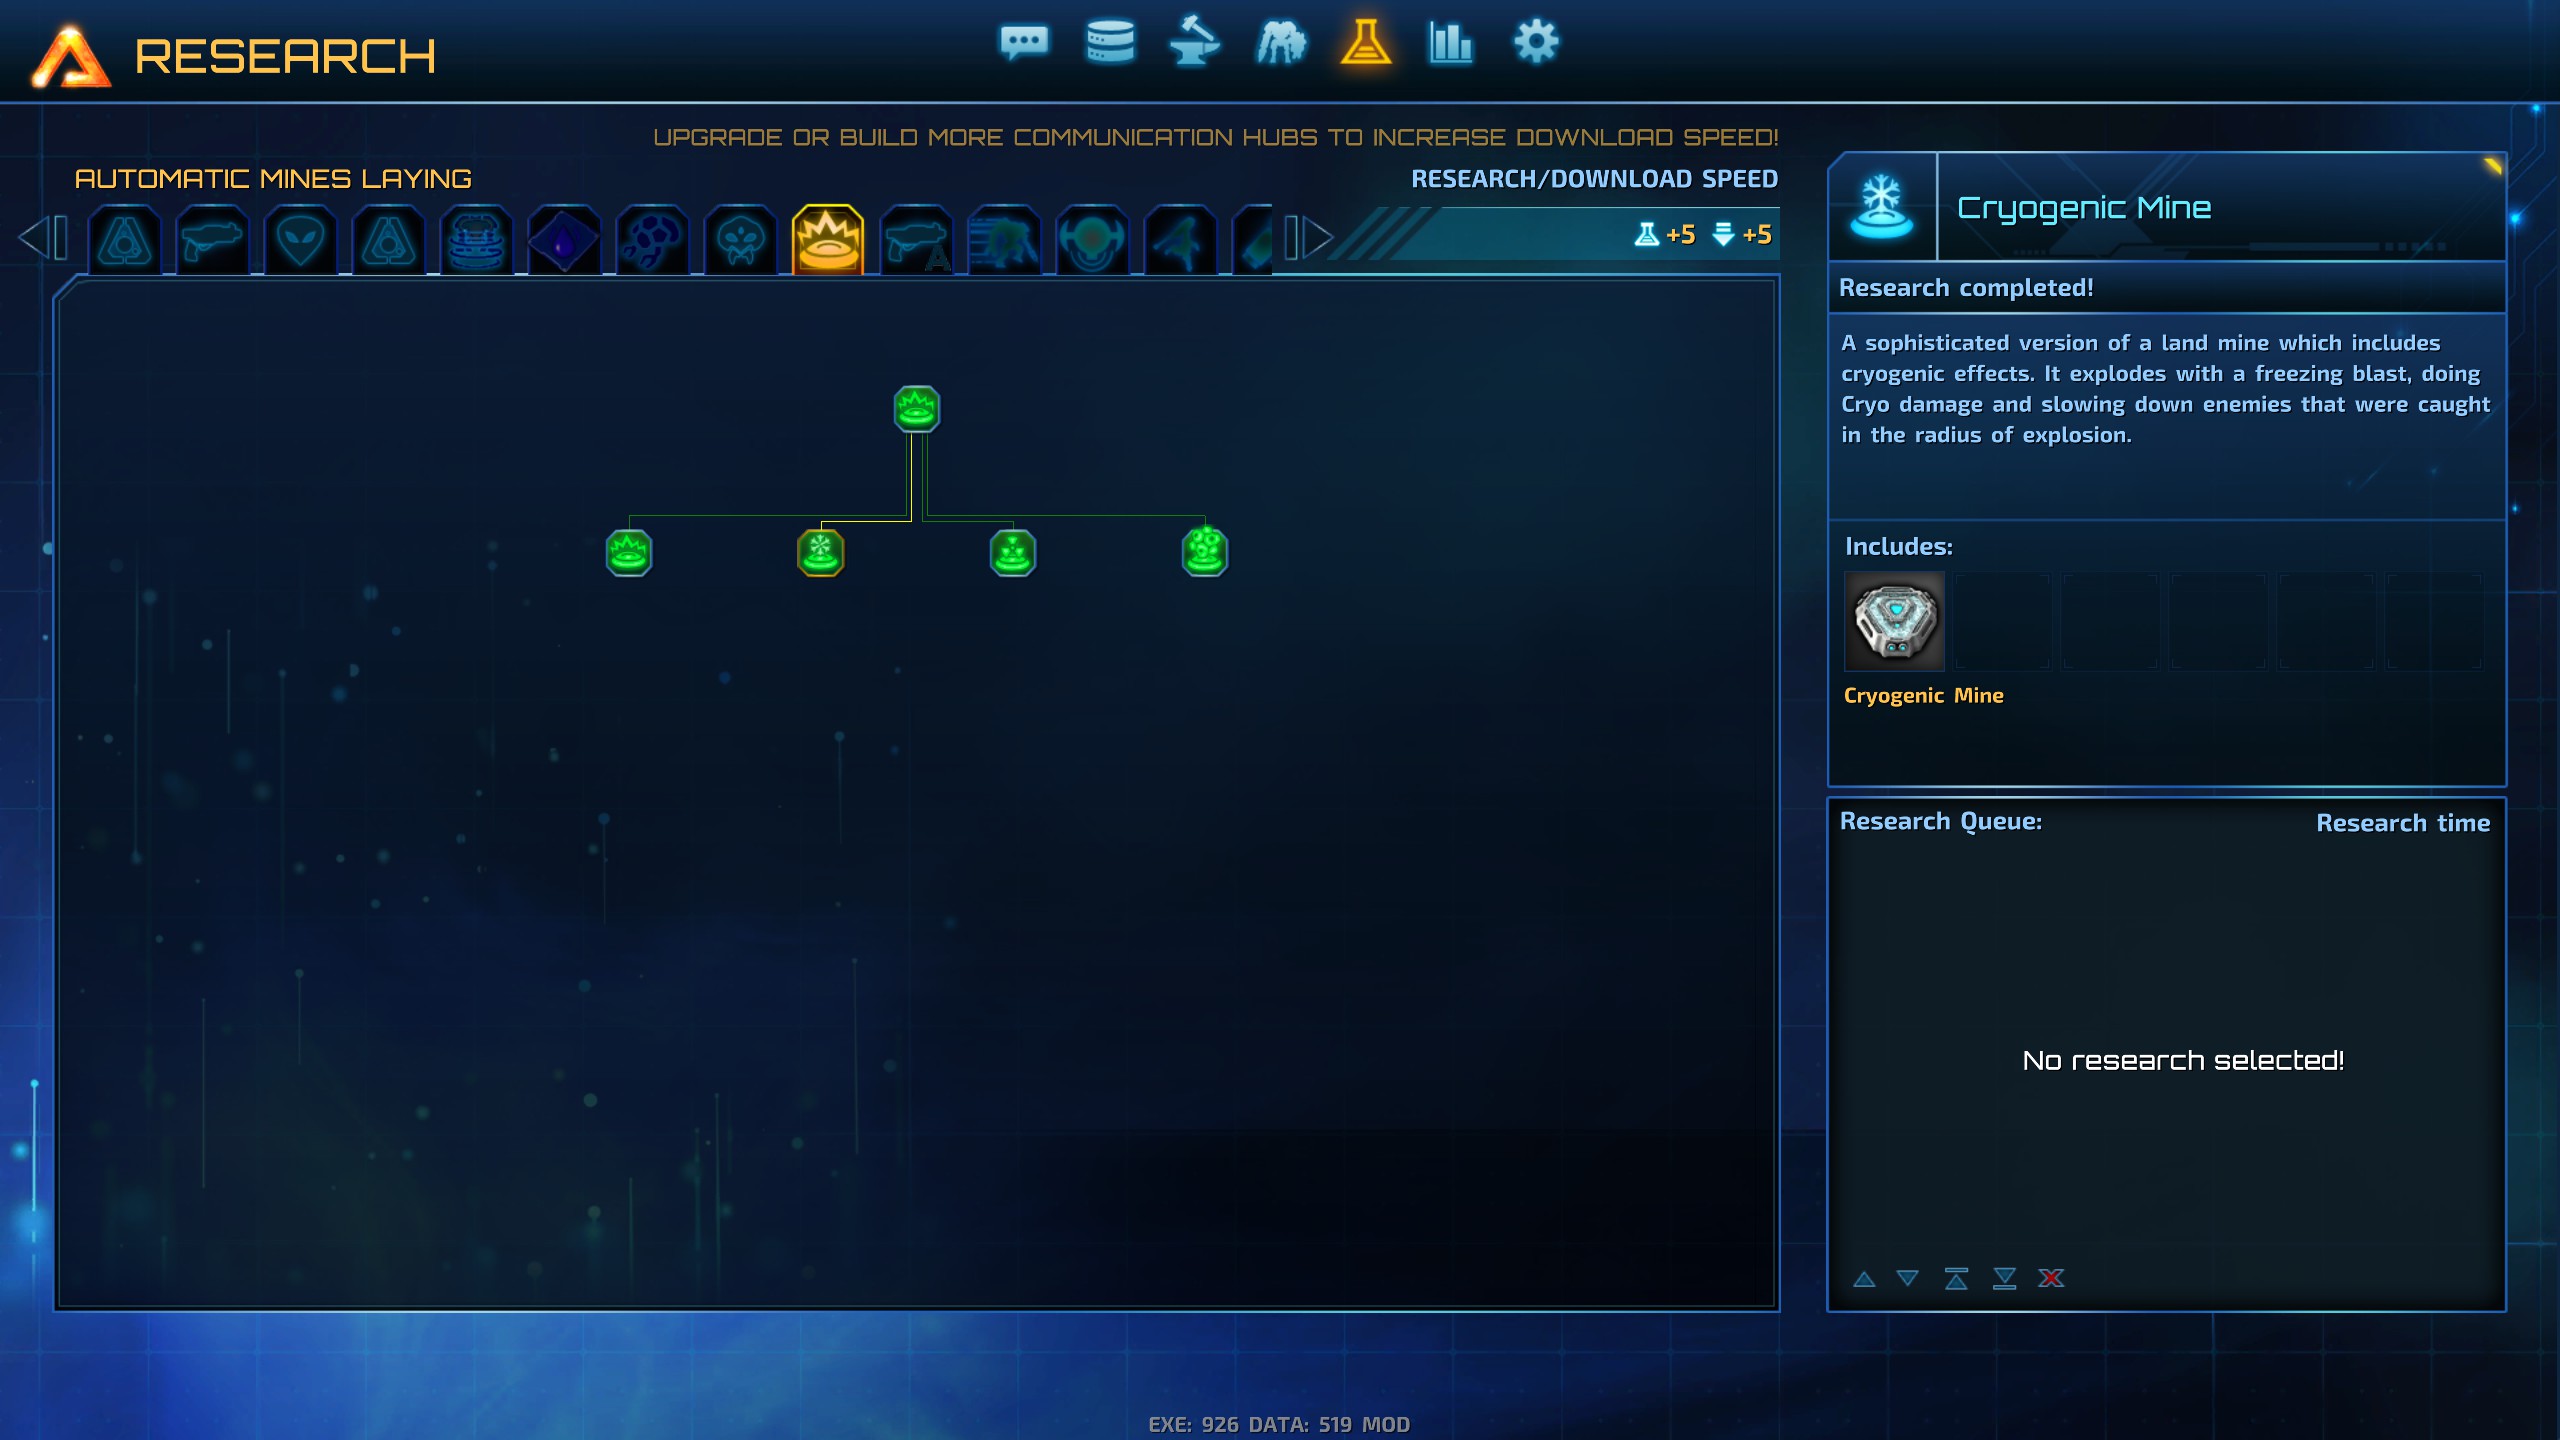 RESEARCH
UPGRADE OR BUILD MORE COMMUNICATION HUBS TO INCREASE DOWNLOAD SPEED!
AUTOMATIC MINES LAYING
RESEARCH/DOWNLOAD SPEED
+5 +5
Cryogenic Mine
Research completed!
A sophisticated version of a land mine which includes
cryogenic effects. It explodes with a freezing blast, doing
Cryo damage and slowing down enemies that were caught
in the radius of explosion.
Includes:
Cryogenic Mine
Research Queue:
Research time
No research selected!
EXE: 926 DATA: 519 MOD